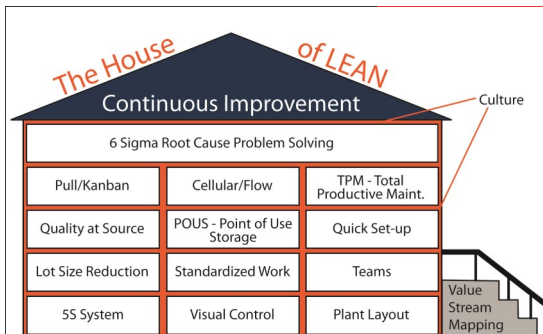 The House of LEAN
Continuous Improvement
Culture
6 Sigma Root Cause Problem Solving
Pull/Kanban
Cellular/Flow
TPM - Total
Productive Maint.
Quality at Source
POUS - Point of Use
Storage
Quick Set-up
Lot Size Reduction
Standardized Work
Teams
5S System
Visual Control
Plant Layout
Value
Stream
Mapping